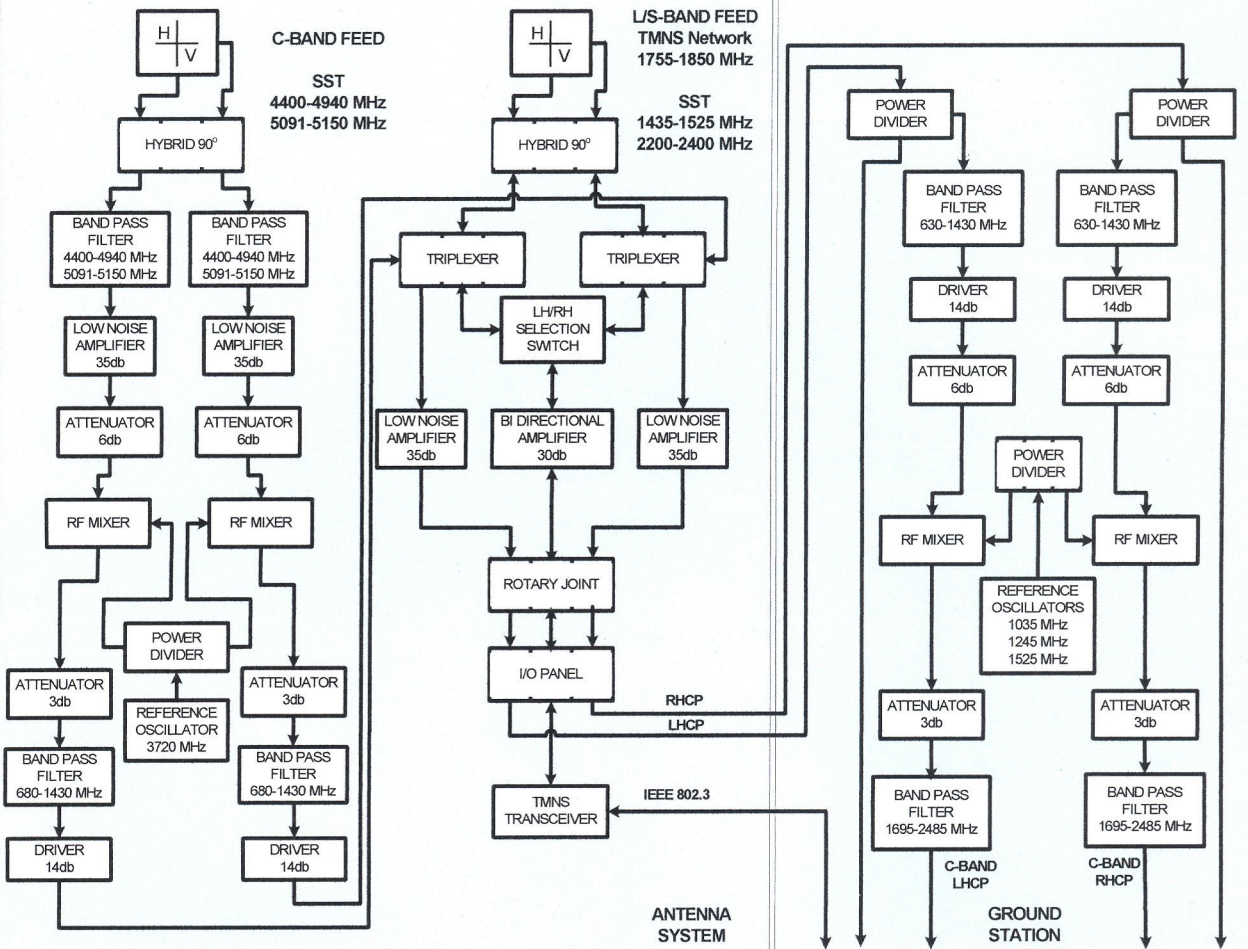 H
V
C-BAND FEED
SST
4400-4940 MHz
5091-5150 MHz
HYBRID 90°
BAND PASS
FILTER
4400-4940 MHz
5091-5150 MHz
BAND PASS
FILTER
4400-4940 MHz
5091-5150 MHz
LOW NOISE
AMPLIFIER
35db
LOW NOISE
AMPLIFIER
35db
ATTENUATOR
6db
ATTENUATOR
6db
RF MIXER
RF MIXER
POWER
DIVIDER
REFERENCE
OSCILLATOR
3720 MHz
ATTENUATOR
3db
ATTENUATOR
3db
BAND PASS
FILTER
680-1430 MHz
BAND PASS
FILTER
680-1430 MHz
DRIVER
14db
DRIVER
14db
H
V
L/S-BAND FEED
TMNS Network
1755-1850 MHz
SST
1435-1525 MHz
2200-2400 MHz
HYBRID 90°
TRIPLEXER
TRIPLEXER
LH/RH
SELECTION
SWITCH
LOW NOISE
AMPLIFIER
35db
BI DIRECTIONAL
AMPLIFIER
30db
LOW NOISE
AMPLIFIER
35db
ROTARY JOINT
I/O PANEL
RHCP
LHCP
TMNS
TRANSCEIVER
IEEE 802.3
ANTENNA
SYSTEM
POWER
DIVIDER
POWER
DIVIDER
BAND PASS
FILTER
630-1430 MHz
BAND PASS
FILTER
630-1430 MHz
DRIVER
14db
DRIVER
14db
ATTENUATOR
6db
ATTENUATOR
6db
POWER
DIVIDER
RF MIXER
RF MIXER
REFERENCE
OSCILLATORS
1035 MHz
1245 MHz
1525 MHz
ATTENUATOR
3db
ATTENUATOR
3db
BAND PASS
FILTER
1695-2485 MHz
BAND PASS
FILTER
1695-2485 MHz
C-BAND
LHCP
C-BAND
RHCP
GROUND
STATION